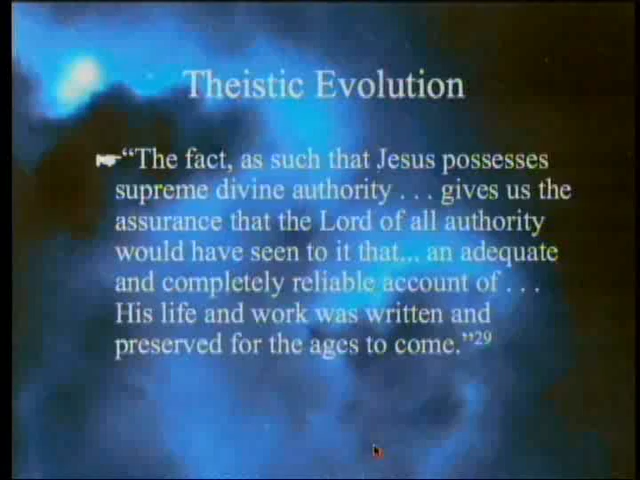 Theistic Evolution
“The fact, as such that Jesus possesses
supreme divine authority . . . gives us the
assurance that the Lord of all authority
would have seen to it that... an adequate
and completely reliable account of . . .
His life and work was written and
preserved for the ages to come.”29